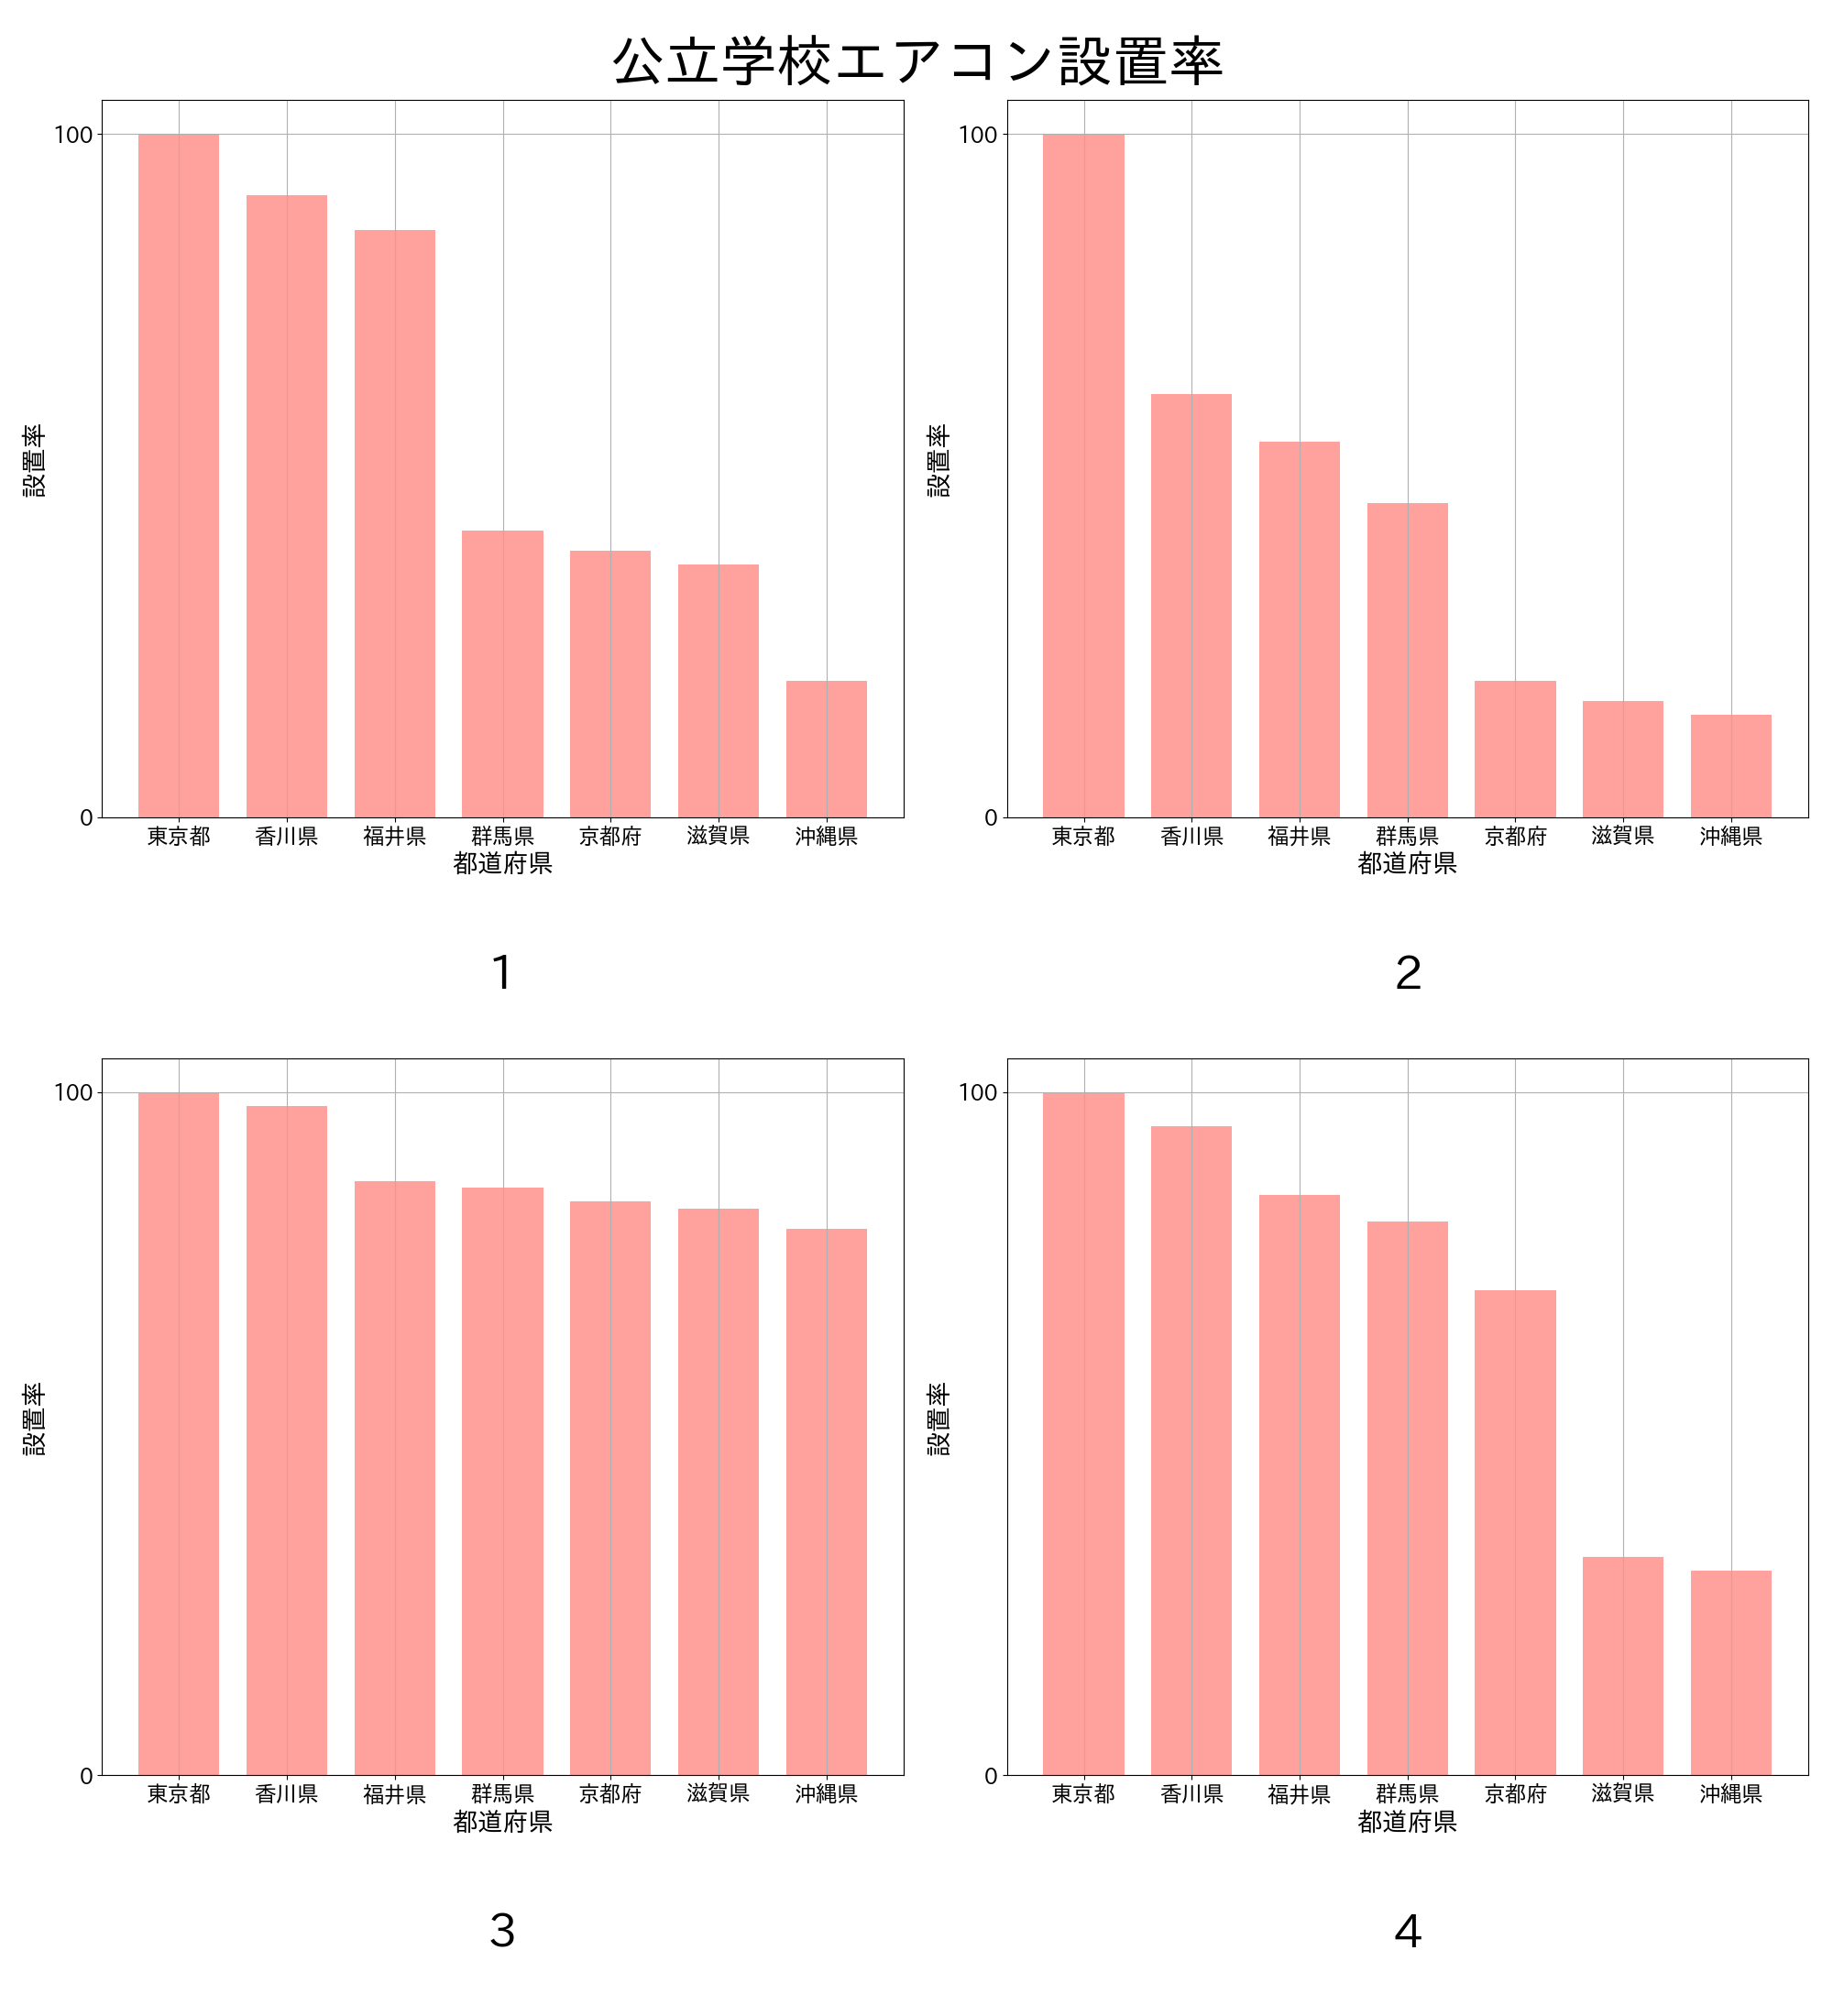 公立学校エアコン設置率
100
設置率
0
東京都 香川県 福井県 群馬県 京都府 滋賀県 沖縄県
都道府県
1
100
設置率
0
東京都 香川県 福井県 群馬県 京都府 滋賀県 沖縄県
都道府県
2
100
設置率
0
東京都 香川県 福井県 群馬県 京都府 滋賀県 沖縄県
都道府県
3
100
設置率
0
東京都 香川県 福井県 群馬県 京都府 滋賀県 沖縄県
都道府県
4